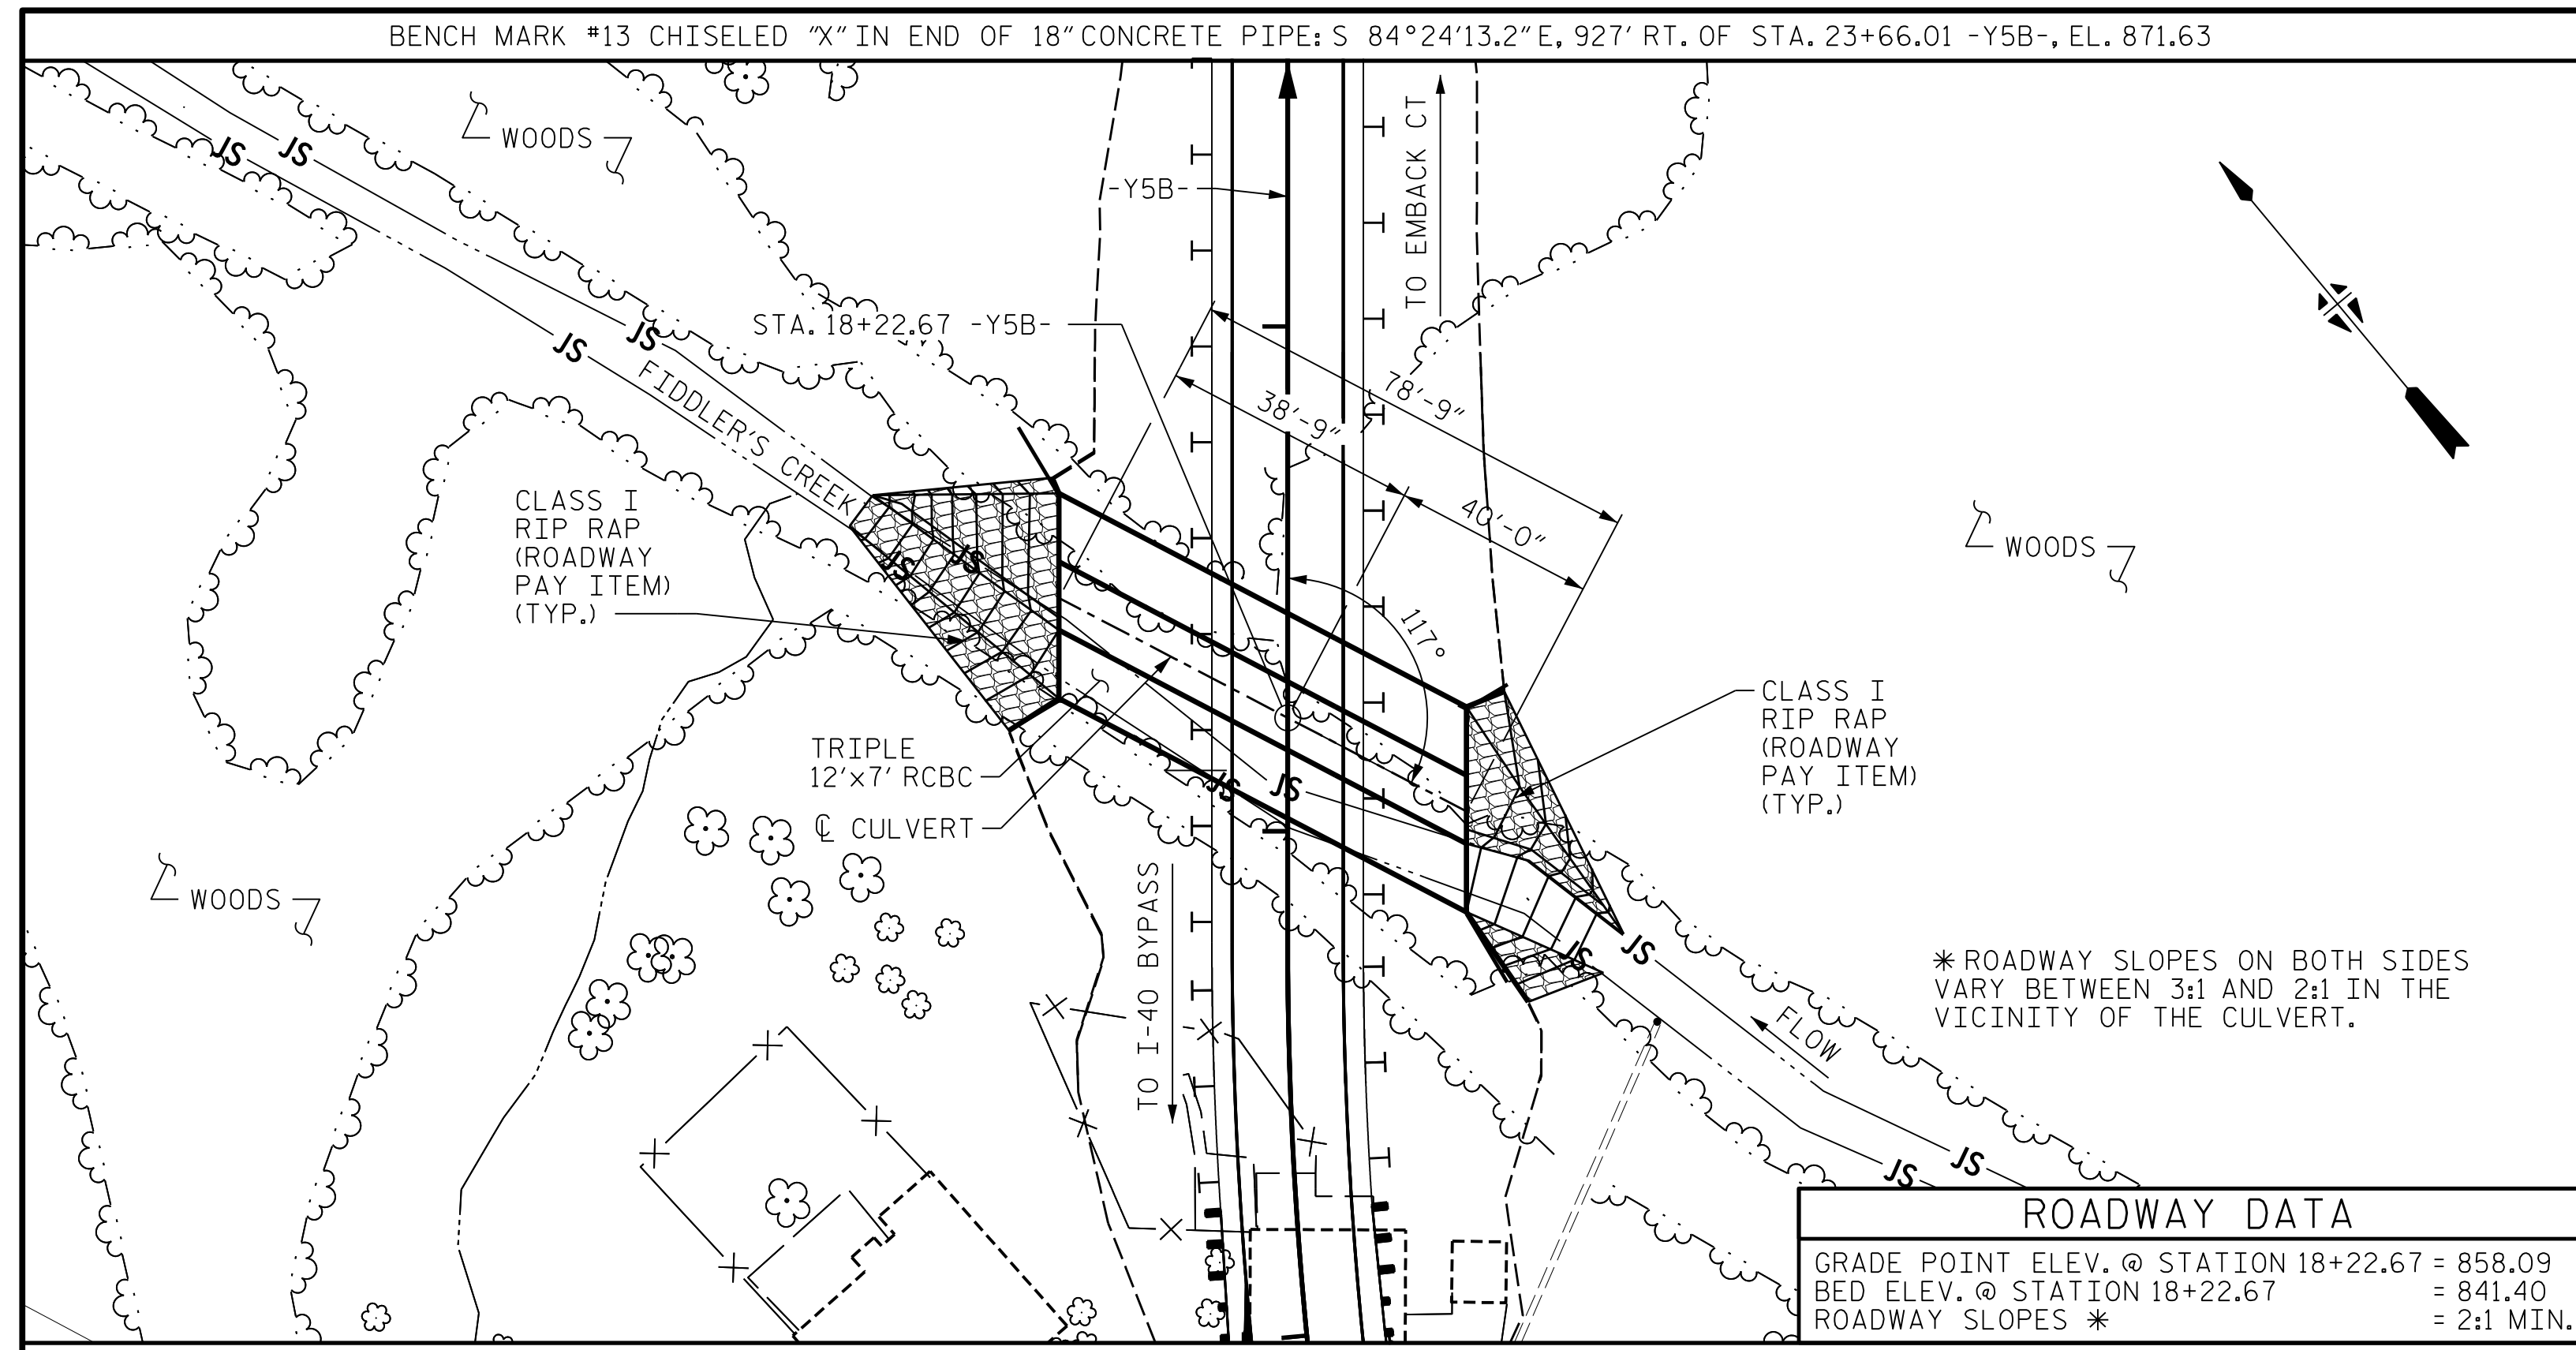 BENCH MARK #13 CHISELED "X" IN END OF 18" CONCRETE PIPE: S 84°24'13.2" E, 927' RT. OF STA. 23+66.01 -Y5B-, EL. 871.63
WOODS
JS
JS
-Y5B-
TO EMBACK CT
STA. 18+22.67 -Y5B-
JS
JS
FIDDLER'S CREEK
78'-9"
38'-9"
40'-0"
CLASS I
RIP RAP
(ROADWAY
PAY ITEM)
(TYP.)
JS
JS
WOODS
117°
CLASS I
RIP RAP
(ROADWAY
PAY ITEM)
(TYP.)
TRIPLE
12'x7' RCBC
℄ CULVERT
JS
JS
WOODS
TO I-40 BYPASS
JS
JS
* ROADWAY SLOPES ON BOTH SIDES
VARY BETWEEN 3:1 AND 2:1 IN THE
VICINITY OF THE CULVERT.
FLOW
JS
JS
ROADWAY DATA
GRADE POINT ELEV. @ STATION 18+22.67 = 858.09
BED ELEV. @ STATION 18+22.67 = 841.40
ROADWAY SLOPES * = 2:1 MIN.